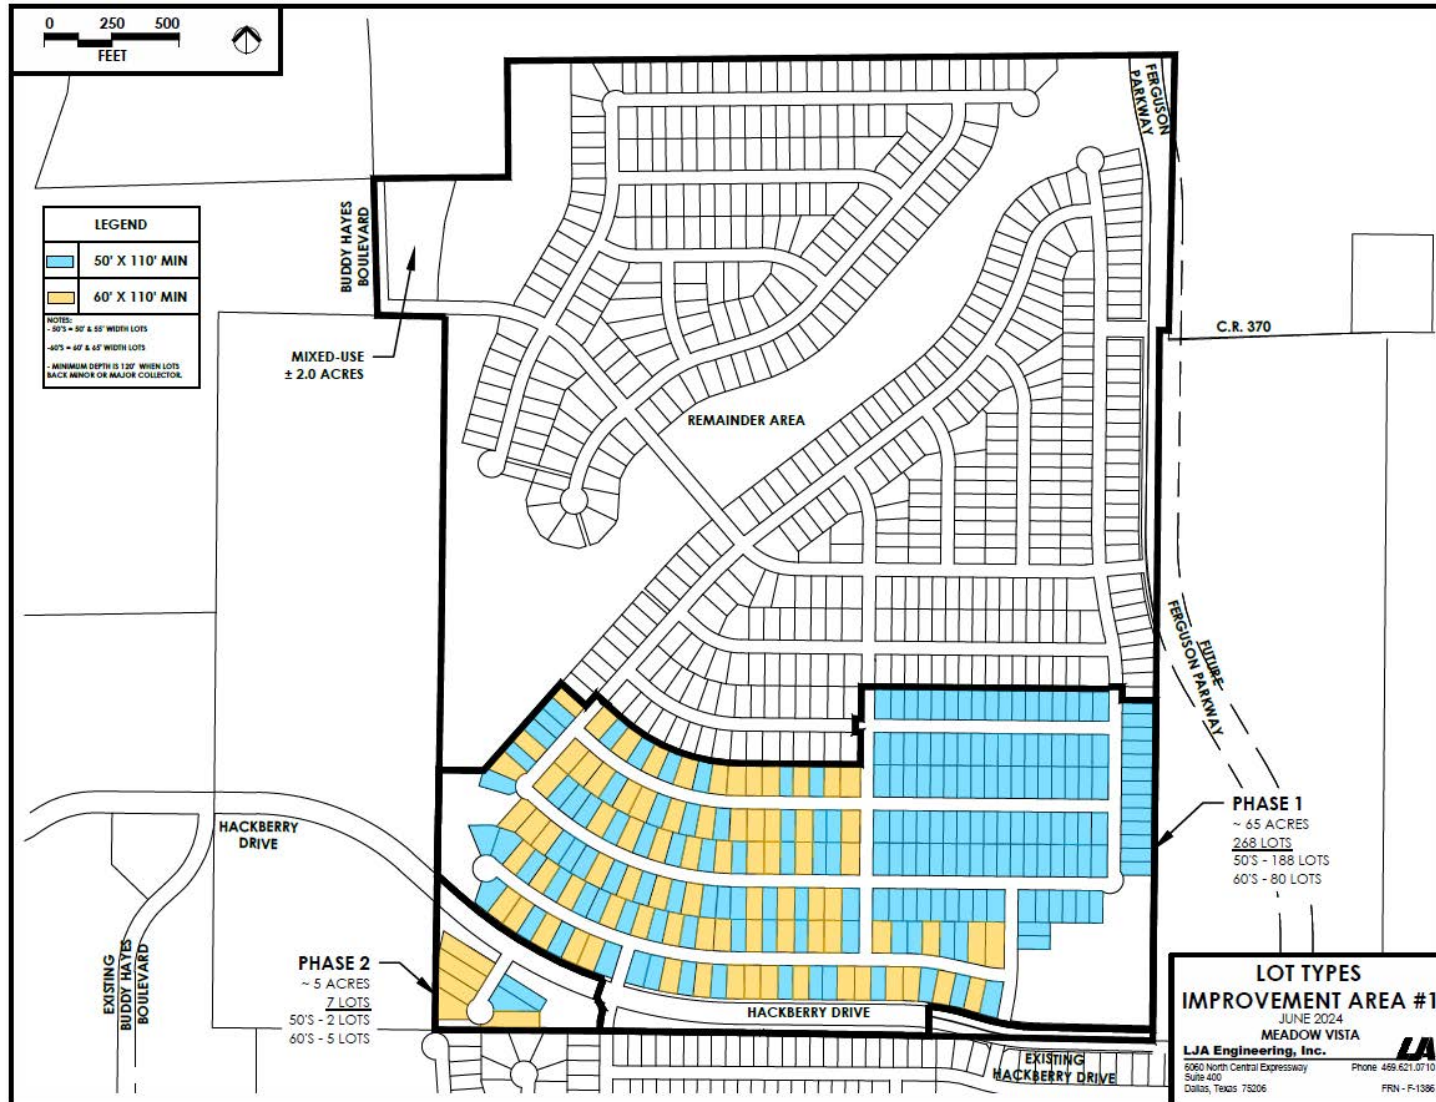 0 250 500
FEET
LEGEND
50' X 110' MIN
60' X 110' MIN
NOTES:
- 50'S = 50' & 55' WIDTH LOTS
-60'S = 60' & 65' WIDTH LOTS
- MINIMUM DEPTH IS 120' WHEN LOTS
BACK MINOR OR MAJOR COLLECTOR.
BUDDY HAYES
BOULEVARD
MIXED-USE
± 2.0 ACRES
FERGUSON
PARKWAY
C.R. 370
REMAINDER AREA
FUTURE
FERGUSON PARKWAY
HACKBERRY
DRIVE
EXISTING
BUDDY HAYES
BOULEVARD
PHASE 1
~ 65 ACRES
268 LOTS
50'S - 188 LOTS
60'S - 80 LOTS
PHASE 2
~ 5 ACRES
7 LOTS
50'S - 2 LOTS
60'S - 5 LOTS
HACKBERRY DRIVE
EXISTING
HACKBERRY DRIVE
LOT TYPES
IMPROVEMENT AREA #1
JUNE 2024
MEADOW VISTA
LJA Engineering, Inc.
LJA
6060 North Central Expressway
Suite 400
Dallas, Texas 75206
Phone 469.621.0710
FRN - F-1386